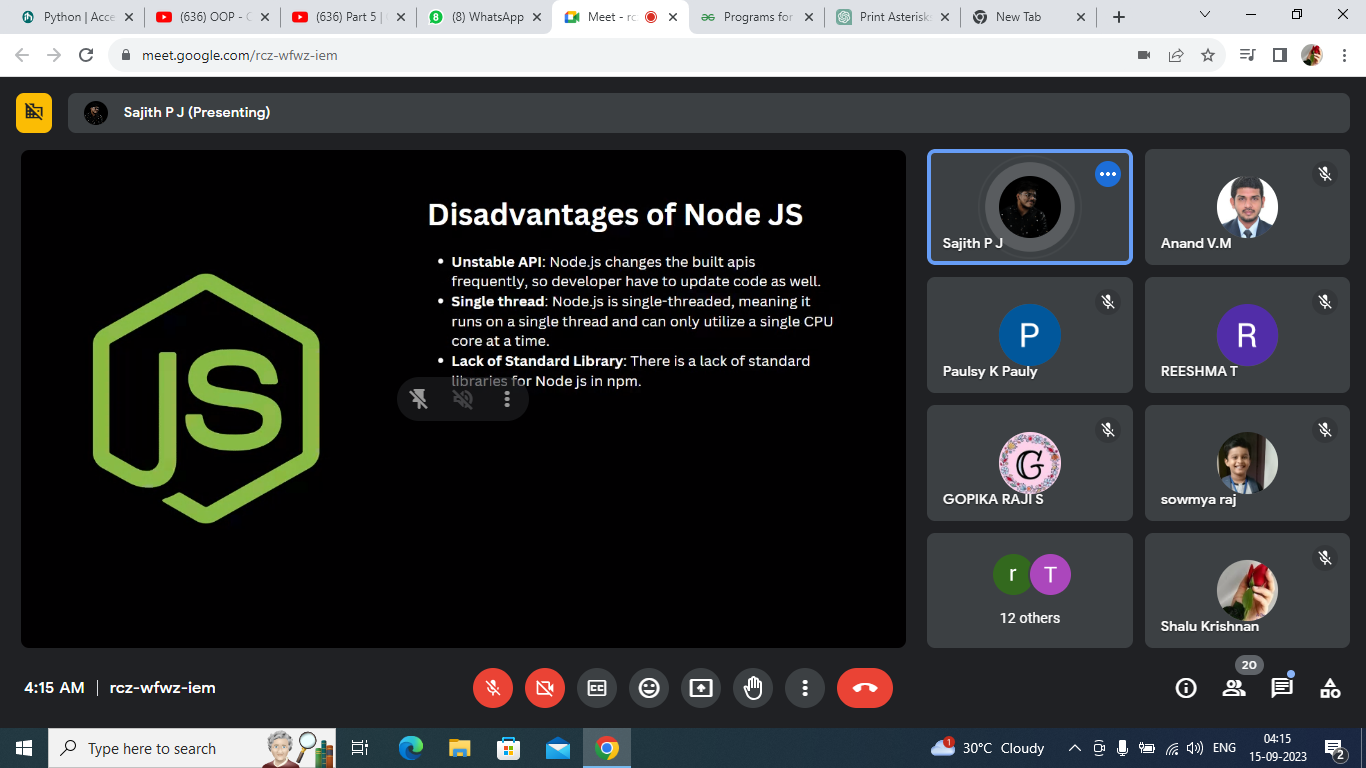 Python | Acce
(636) OOP - C
(636) Part 5 |
(8) WhatsApp
Meet - rc
Programs for
Print Asterisk
New Tab
meet.google.com/rcz-wfwz-iem
Sajith P J (Presenting)
Disadvantages of Node JS
• Unstable API: Node.js changes the built apis
frequently, so developer have to update code as well.
• Single thread: Node.js is single-threaded, meaning it
runs on a single thread and can only utilize a single CPU
core at a time.
• Lack of Standard Library: There is a lack of standard
libraries for Node js in npm.
JS
Sajith P J
Anand V.M
P
Paulsy K Pauly
R
REESHMA T
G
GOPIKA RAJI S
sowmya raj
r T
12 others
Shalu Krishnan
4:15 AM | rcz-wfwz-iem
20
Type here to search
1
30°C Cloudy
ENG
04:15
15-09-2023
2